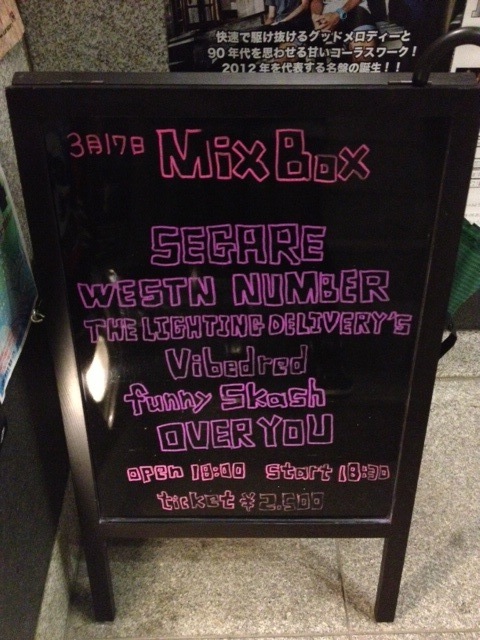 快速で駆け抜けるグッドメロディーと
90年代を思わせる甘いコーラスワーク!
2012年を代表する名盤の誕生!!
3月17日 Mix Box
SEGARE
WESTN NUMBER
THE LIGHTING DELIVERY'S
Vibedred
funny Skash
OVER YOU
open 18:00 Start 18:30
ticket ¥2.500